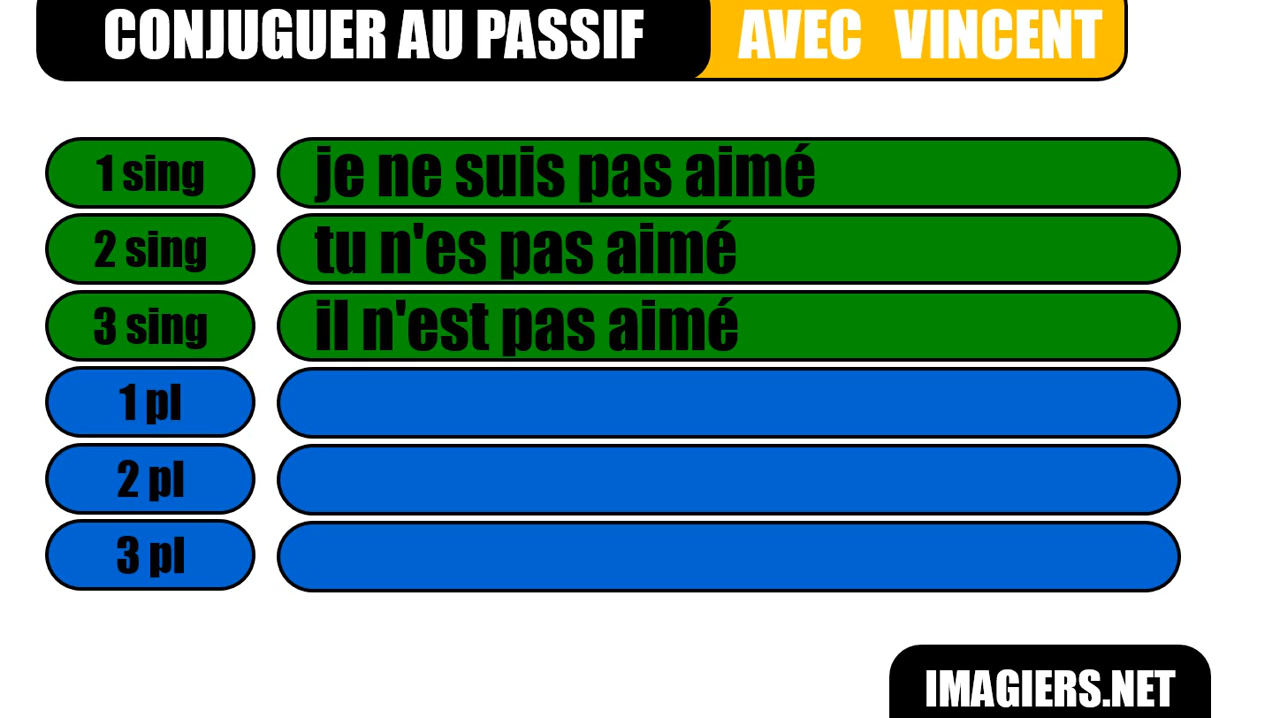 CONJUGUER AU PASSIF AVEC VINCENT
1 sing je ne suis pas aimé
2 sing tu n'es pas aimé
3 sing il n'est pas aimé
1 pl
2 pl
3 pl
IMAGIERS.NET